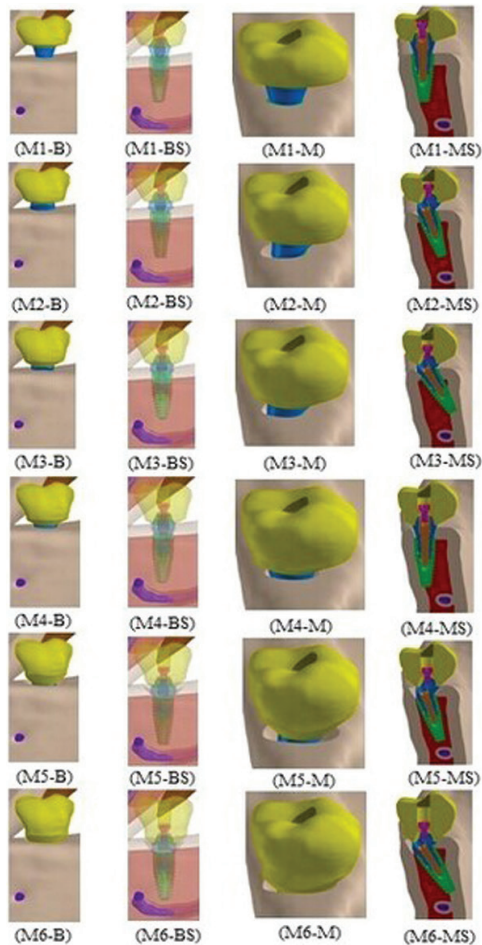 (M1-B) (M1-BS) (M1-M) (M1-MS)
(M2-B) (M2-BS) (M2-M) (M2-MS)
(M3-B) (M3-BS) (M3-M) (M3-MS)
(M4-B) (M4-BS) (M4-M) (M4-MS)
(M5-B) (M5-BS) (M5-M) (M5-MS)
(M6-B) (M6-BS) (M6-M) (M6-MS)